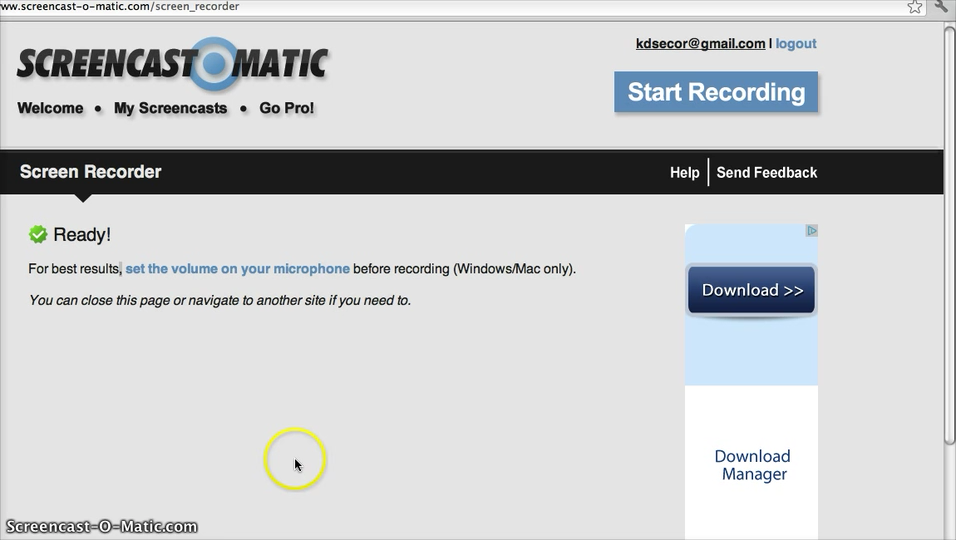 ww.screencast-o-matic.com/screen_recorder
SCREENCAST O MATIC
kdsecor@gmail.com | logout
Welcome • My Screencasts • Go Pro!
Start Recording
Screen Recorder
Help | Send Feedback
Ready!
For best results, set the volume on your microphone before recording (Windows/Mac only).
You can close this page or navigate to another site if you need to.
Download >>
Download
Manager
Screencast-O-Matic.com